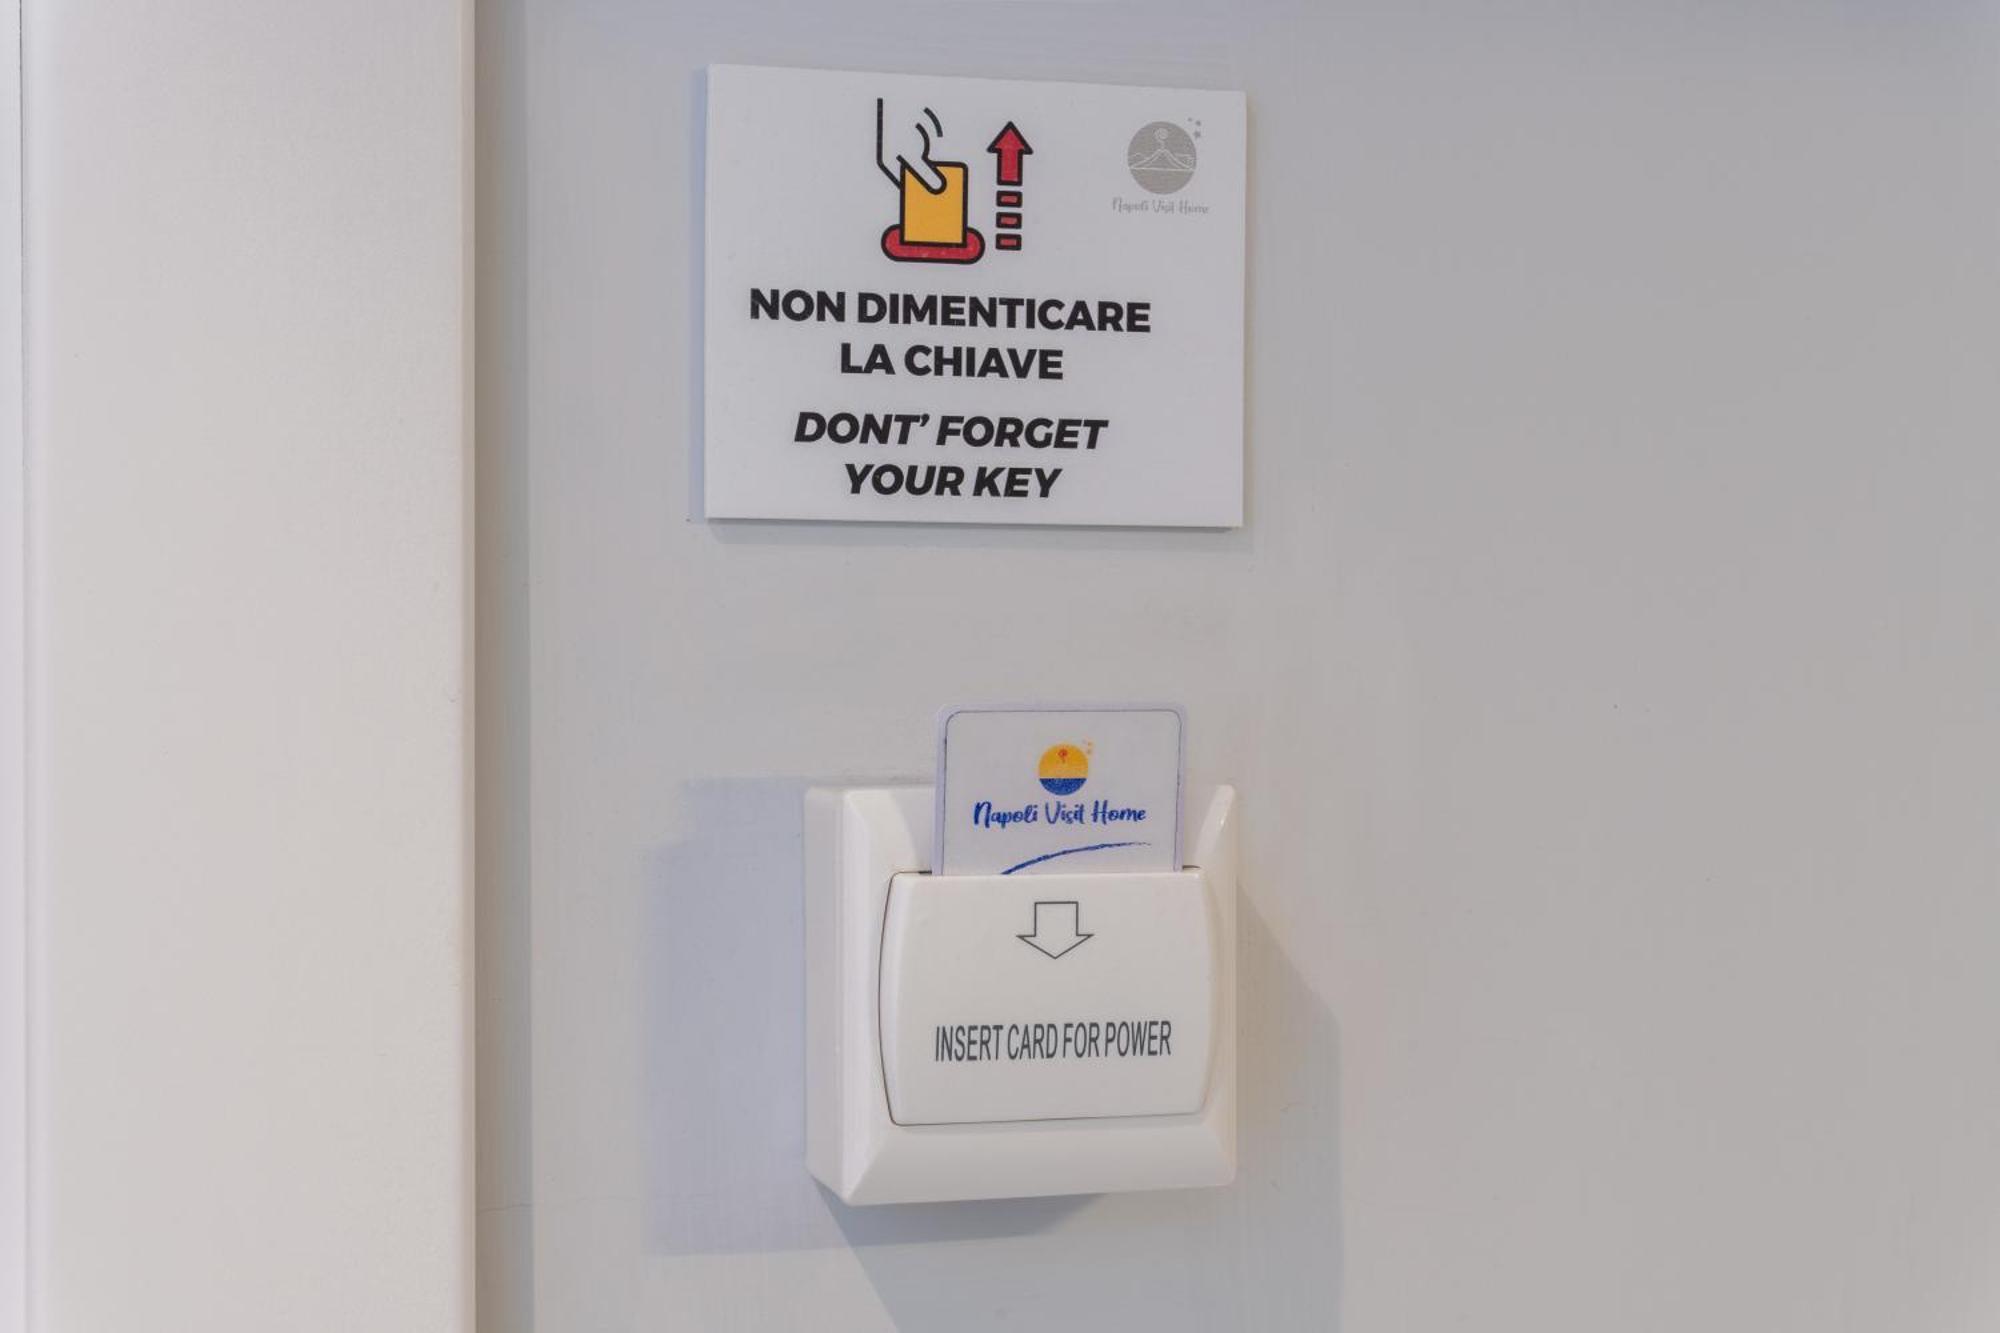 Napoli Visit Home
NON DIMENTICARE
LA CHIAVE
DONT' FORGET
YOUR KEY
Napoli Visit Home
INSERT CARD FOR POWER